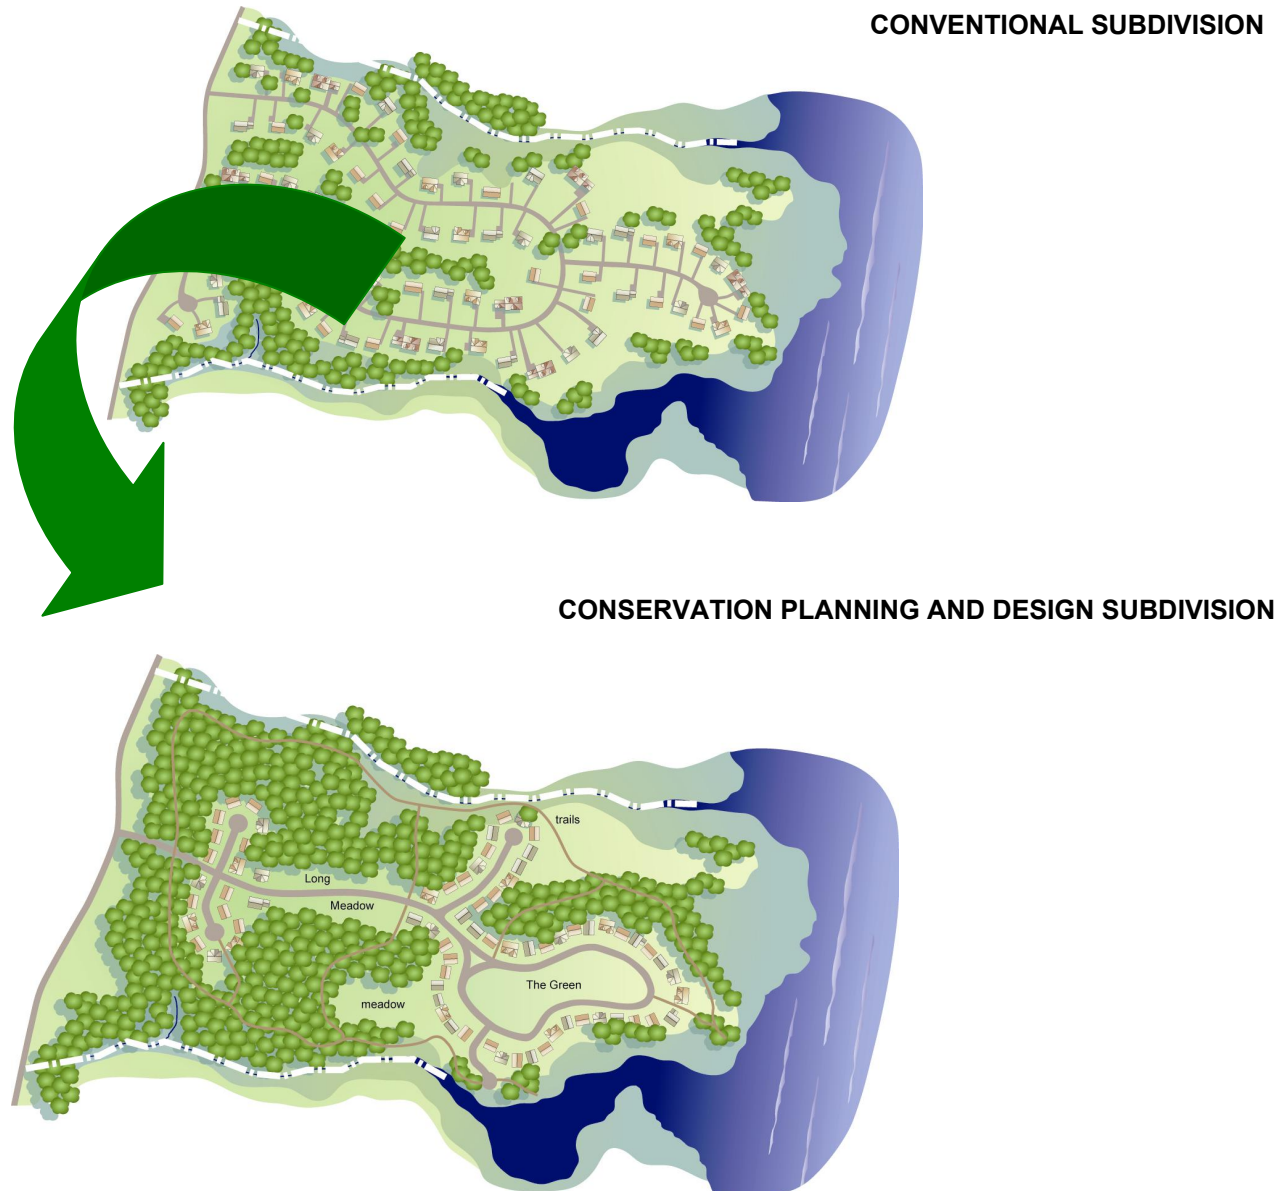 CONVENTIONAL SUBDIVISION
CONSERVATION PLANNING AND DESIGN SUBDIVISION
trails
Long
Meadow
The Green
meadow